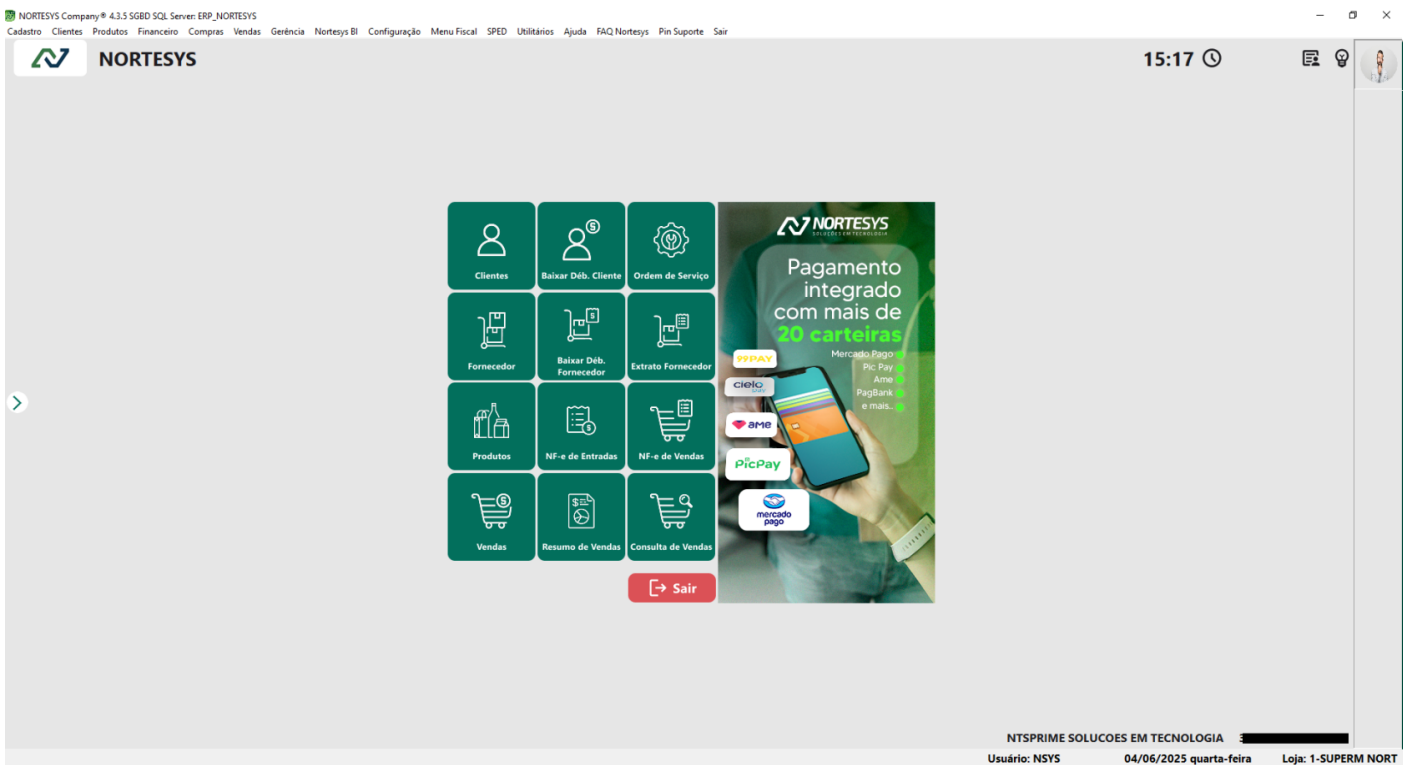 NORTESYS Company® 4.3.5 SGBD SQL Server: ERP_NORTESYS
Cadastro Clientes Produtos Financeiro Compras Vendas Gerência Nortesys BI Configuração Menu Fiscal SPED Utilitários Ajuda FAQ Nortesys Pin Suporte Sair
NORTESYS
15:17
Clientes
Baixar Déb. Cliente
Ordem de Serviço
Fornecedor
Baixar Déb.
Fornecedor
Extrato Fornecedor
Produtos
NF-e de Entradas
NF-e de Vendas
Vendas
Resumo de Vendas
Consulta de Vendas
Sair
NORTESYS
SOLUÇÕES EM TECNOLOGIA
Pagamento
integrado
com mais de
20 carteiras
Mercado Pago
Pic Pay
Ame
PagBank
e mais..
99PAY
cielo
pay
ame
PicPay
mercado
pago
NTSPRIME SOLUCOES EM TECNOLOGIA
Usuário: NSYS 04/06/2025 quarta-feira Loja: 1-SUPERM NORT